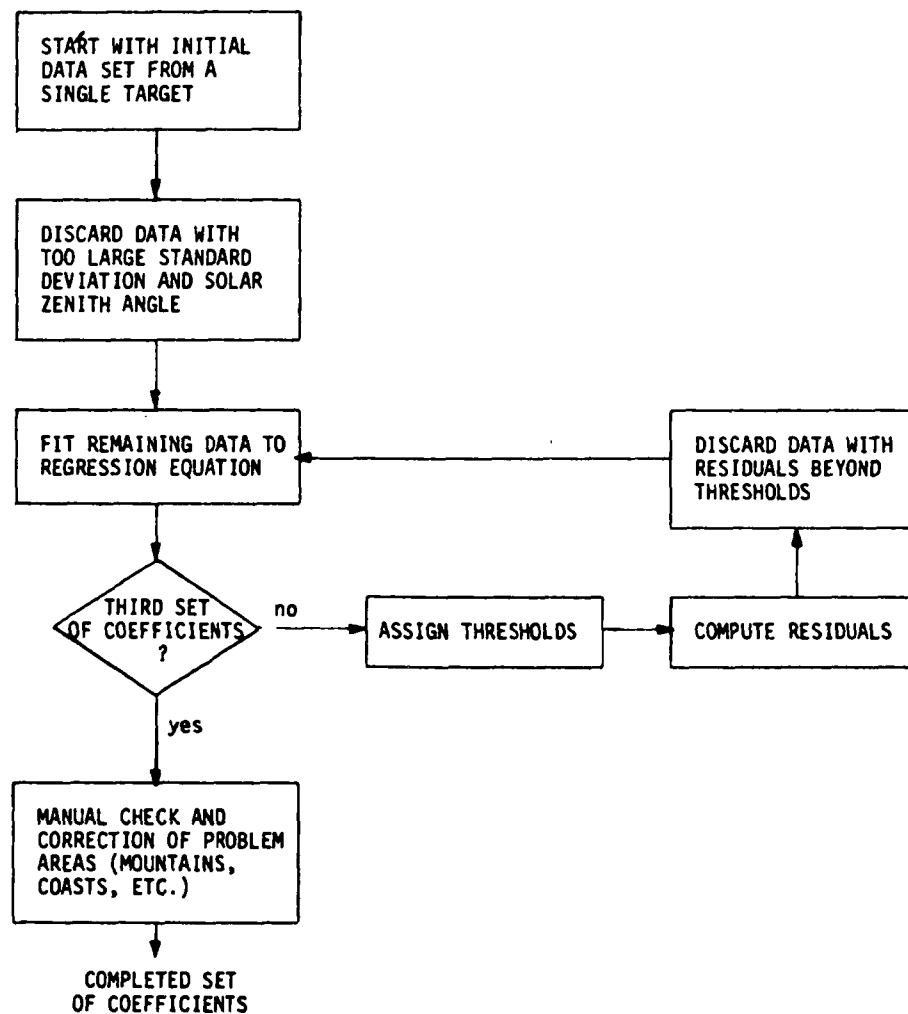 START WITH INITIAL
DATA SET FROM A
SINGLE TARGET
DISCARD DATA WITH
TOO LARGE STANDARD
DEVIATION AND SOLAR
ZENITH ANGLE
FIT REMAINING DATA TO
REGRESSION EQUATION
DISCARD DATA WITH
RESIDUALS BEYOND
THRESHOLDS
THIRD SET
OF COEFFICIENTS
?
no
ASSIGN THRESHOLDS
COMPUTE RESIDUALS
yes
MANUAL CHECK AND
CORRECTION OF PROBLEM
AREAS (MOUNTAINS,
COASTS, ETC.)
COMPLETED SET
OF COEFFICIENTS